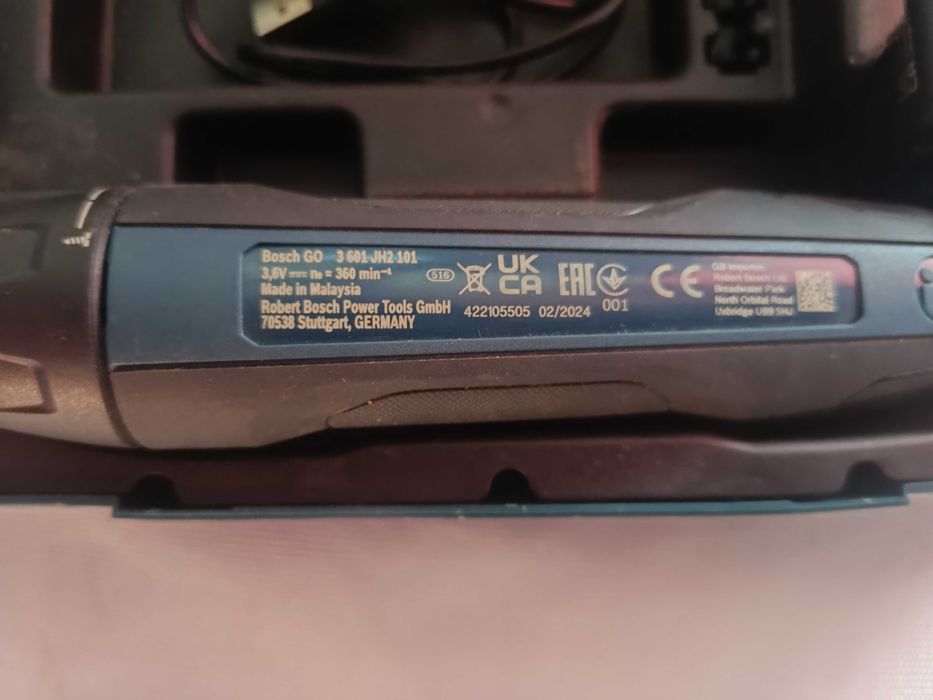 Bosch GO 3 601 JH2 101
3,6V n₀ = 360 min⁻¹
Made in Malaysia
Robert Bosch Power Tools GmbH
70538 Stuttgart, GERMANY
516
UK
CA
EAC
001
422105505 02/2024
CE
GB Importer:
Robert Bosch Ltd.
Broadwater Park
North Orbital Road
Uxbridge UB9 5HJ